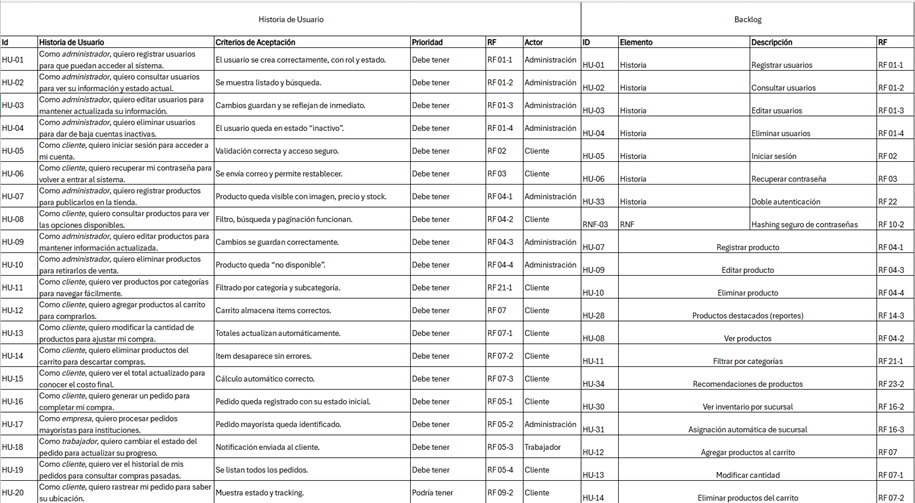 Historia de Usuario Backlog
Id Historia de Usuario Criterios de Aceptación Prioridad RF Actor ID Elemento Descripción RF
HU-01 Como administrador, quiero registrar usuarios para que puedan acceder al sistema. El usuario se crea correctamente, con rol y estado. Debe tener RF 01-1 Administración HU-01 Historia Registrar usuarios RF 01-1
HU-02 Como administrador, quiero consultar usuarios para ver su información y estado actual. Se muestra listado y búsqueda. Debe tener RF 01-2 Administración HU-02 Historia Consultar usuarios RF 01-2
HU-03 Como administrador, quiero editar usuarios para mantener actualizada su información. Cambios guardan y se reflejan de inmediato. Debe tener RF 01-3 Administración HU-03 Historia Editar usuarios RF 01-3
HU-04 Como administrador, quiero eliminar usuarios para dar de baja cuentas inactivas. El usuario queda en estado “inactivo”. Debe tener RF 01-4 Administración HU-04 Historia Eliminar usuarios RF 01-4
HU-05 Como cliente, quiero iniciar sesión para acceder a mi cuenta. Validación correcta y acceso seguro. Debe tener RF 02 Cliente HU-05 Historia Iniciar sesión RF 02
HU-06 Como cliente, quiero recuperar mi contraseña para volver a entrar al sistema. Se envía correo y permite restablecer. Debe tener RF 03 Cliente HU-06 Historia Recuperar contraseña RF 03
HU-07 Como administrador, quiero registrar productos para publicarlos en la tienda. Producto queda visible con imagen, precio y stock. Debe tener RF 04-1 Administración HU-33 Historia Doble autenticación RF 22
HU-08 Como cliente, quiero consultar productos para ver las opciones disponibles. Filtro, búsqueda y paginación funcionan. Debe tener RF 04-2 Cliente RNF-03 RNF Hashing seguro de contraseñas RF 10-2
HU-09 Como administrador, quiero editar productos para mantener información actualizada. Cambios se guardan correctamente. Debe tener RF 04-3 Administración HU-07 Registrar producto RF 04-1
HU-10 Como administrador, quiero eliminar productos para retirarlos de venta. Producto queda “no disponible”. Debe tener RF 04-4 Administración HU-09 Editar producto RF 04-3
HU-11 Como cliente, quiero ver productos por categorías para navegar fácilmente. Filtrado por categoría y subcategoría. Debe tener RF 21-1 Cliente HU-10 Eliminar producto RF 04-4
HU-12 Como cliente, quiero agregar productos al carrito para comprarlos. Carrito almacena items correctos. Debe tener RF 07 Cliente HU-28 Productos destacados (reportes) RF 14-3
HU-13 Como cliente, quiero modificar la cantidad de productos para ajustar mi compra. Totales actualizan automáticamente. Debe tener RF 07-1 Cliente HU-08 Ver productos RF 04-2
HU-14 Como cliente, quiero eliminar productos del carrito para descartar compras. Item desaparece sin errores. Debe tener RF 07-2 Cliente HU-11 Filtrar por categorías RF 21-1
HU-15 Como cliente, quiero ver el total actualizado para conocer el costo final. Cálculo automático correcto. Debe tener RF 07-3 Cliente HU-34 Recomendaciones de productos RF 23-2
HU-16 Como cliente, quiero generar un pedido para completar mi compra. Pedido queda registrado con su estado inicial. Debe tener RF 05-1 Cliente HU-30 Ver inventario por sucursal RF 16-2
HU-17 Como empresa, quiero procesar pedidos mayoristas para instituciones. Pedido mayorista queda identificado. Debe tener RF 05-2 Administración HU-31 Asignación automática de sucursal RF 16-3
HU-18 Como trabajador, quiero cambiar el estado del pedido para actualizar su progreso. Notificación enviada al cliente. Debe tener RF 05-3 Trabajador HU-12 Agregar productos al carrito RF 07
HU-19 Como cliente, quiero ver el historial de mis pedidos para consultar compras pasadas. Se listan todos los pedidos. Debe tener RF 05-4 Cliente HU-13 Modificar cantidad RF 07-1
HU-20 Como cliente, quiero rastrear mi pedido para saber su ubicación. Muestra estado y tracking. Podría tener RF 09-2 Cliente HU-14 Eliminar productos del carrito RF 07-2